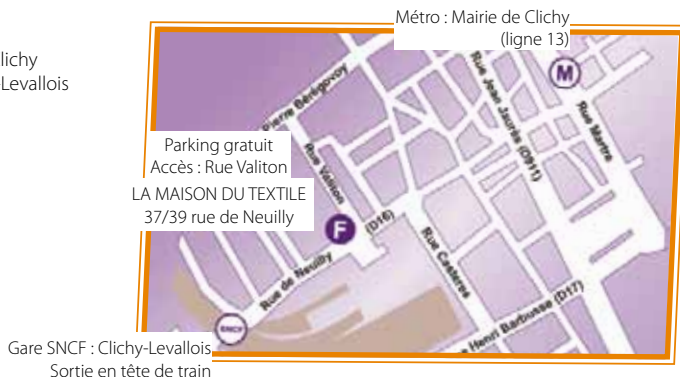 Métro : Mairie de Clichy
(ligne 13)
lichy
Levallois
M
Pierre Bérégovoy
Rue Jean Jaurès (D911)
Rue Martre
Parking gratuit
Accès : Rue Valiton
Rue Valiton
LA MAISON DU TEXTILE
37/39 rue de Neuilly
F
Rue de Neuilly (D16)
Rue Casteres
Henri Barbusse (D17)
SNCF
Gare SNCF : Clichy-Levallois
Sortie en tête de train